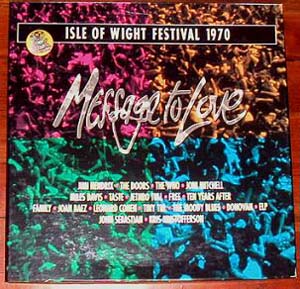 ISLE OF WIGHT FESTIVAL 1970
Message to Love
JIMI HENDRIX • THE DOORS • THE WHO • JONI MITCHELL
MILES DAVIS • TASTE • JETHRO TULL • FREE • TEN YEARS AFTER
FAMILY • JOAN BAEZ • LEONARD COHEN • TINY TIM • THE MOODY BLUES • DONOVAN • ELP
JOHN SEBASTIAN • KRIS KRISTOFFERSON